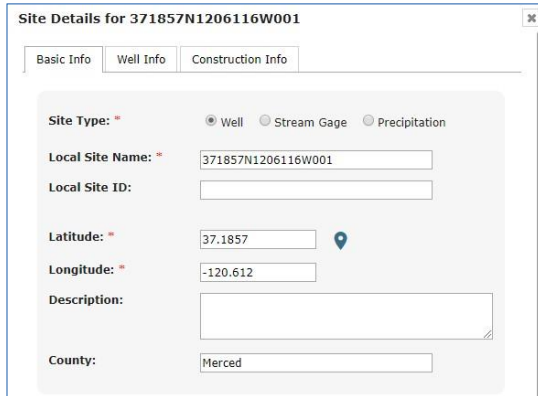 Site Details for 371857N1206116W001
Basic Info Well Info Construction Info
Site Type: * Well Stream Gage Precipitation
Local Site Name: * 371857N1206116W001
Local Site ID:
Latitude: * 37.1857
Longitude: * -120.612
Description:
County: Merced